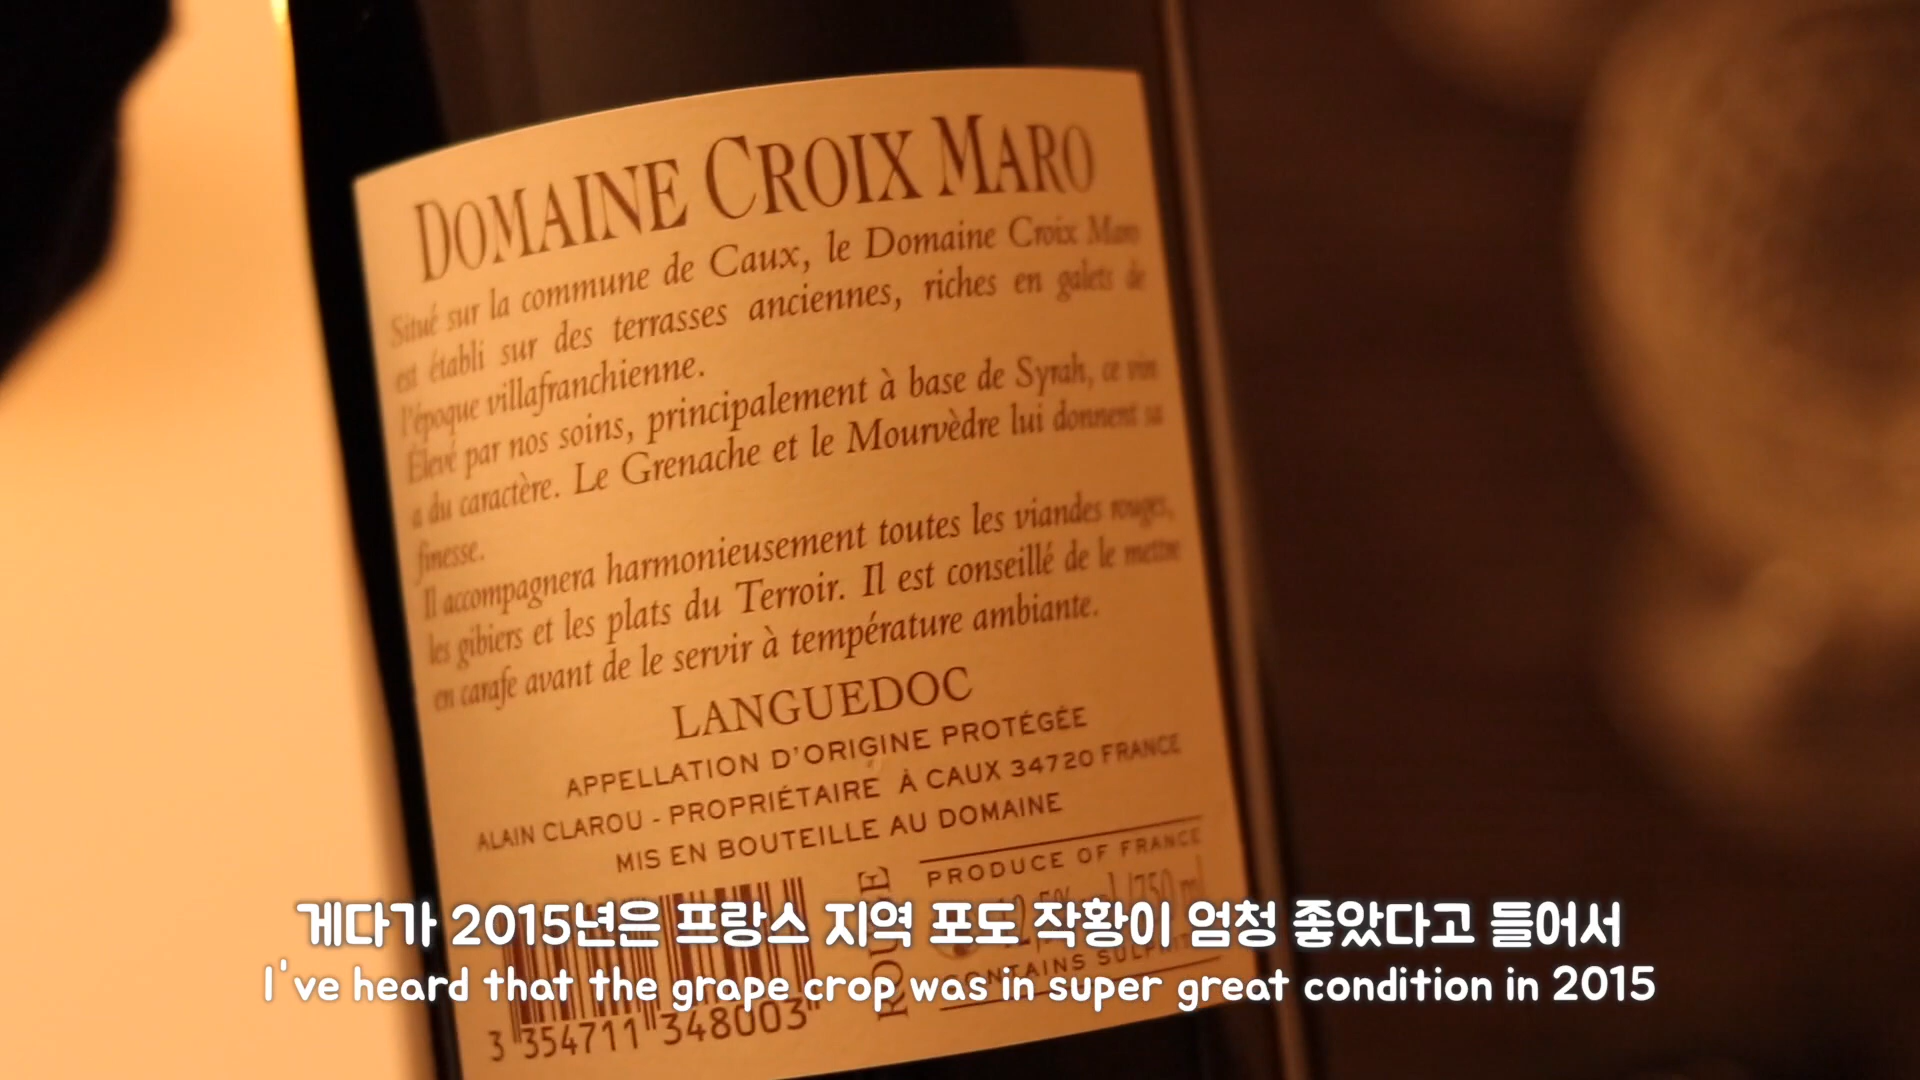 DOMAINE CROIX MARO
Situé sur la commune de Caux, le Domaine Croix Maro
est établi sur des terrasses anciennes, riches en galets de
l'époque villafranchienne.
Élevé par nos soins, principalement à base de Syrah, ce vin
a du caractère. Le Grenache et le Mourvèdre lui donnent sa
finesse.
Il accompagnera harmonieusement toutes les viandes rouges,
les gibiers et les plats du Terroir. Il est conseillé de le mettre
en carafe avant de le servir à température ambiante.
LANGUEDOC
APPELLATION D'ORIGINE PROTÉGÉE
ALAIN CLAROU - PROPRIÉTAIRE À CAUX 34720 FRANCE
MIS EN BOUTEILLE AU DOMAINE
PRODUCE OF FRANCE
750 ml
CONTAINS
3 354711 348003
게다가 2015년은 프랑스 지역 포도 작황이 엄청 좋았다고 들어서
I've heard that the grape crop was in super great condition in 2015